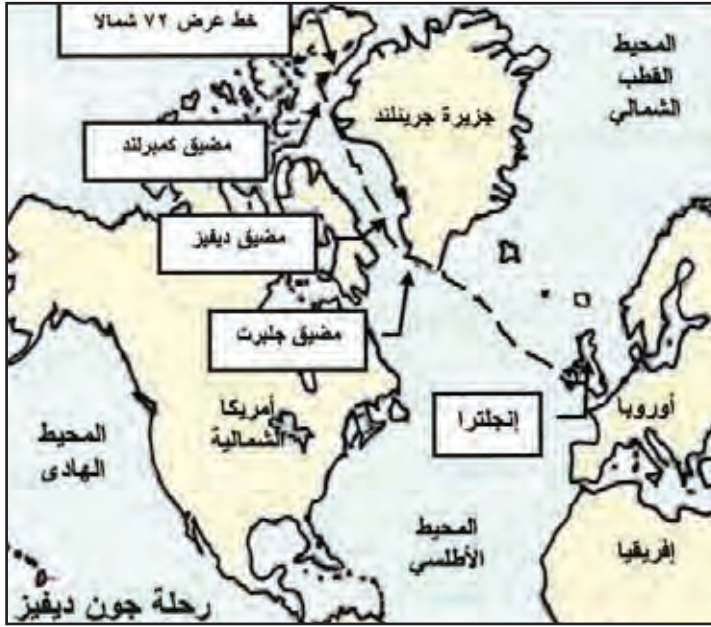 خط عرض ٧٢ شمالا
المحيط
القطب
الشمالي
جزيرة جرينلند
مضيق كمبرلند
مضيق ديفيز
مضيق جلبرت
إنجلترا
أوروبا
أمريكا
الشمالية
المحيط
الهادى
المحيط
الأطلسي
إفريقيا
رحلة جون ديفيز